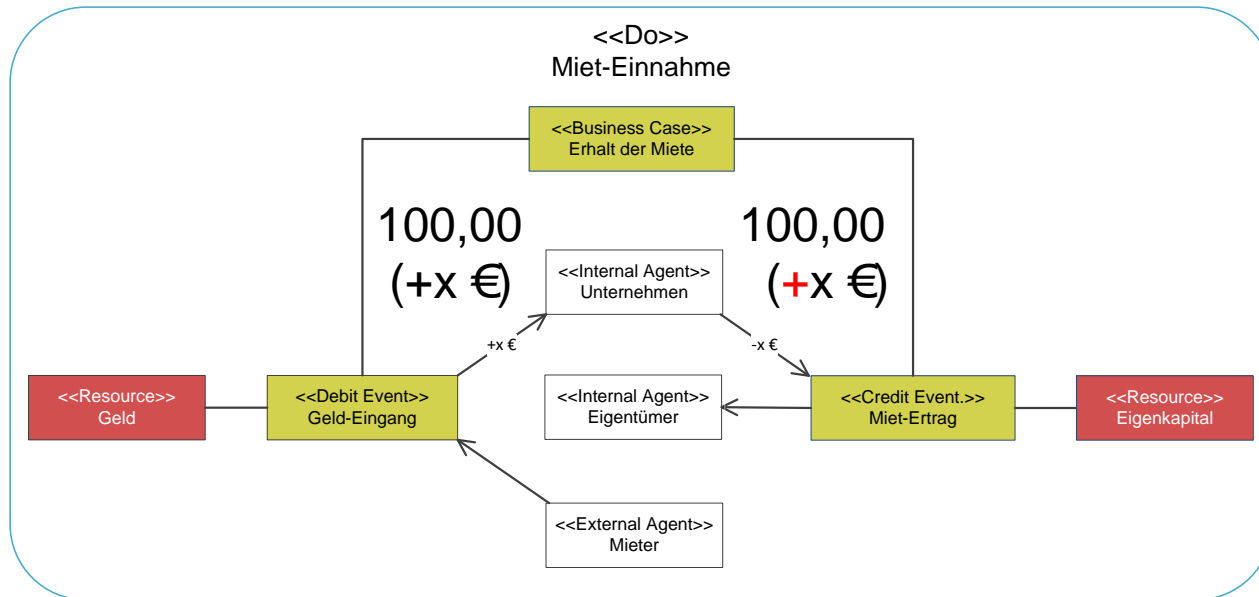 <<Do>>
Miet-Einnahme
<<Business Case>>
Erhalt der Miete
100,00
(+x €)
100,00
(+x €)
<<Internal Agent>>
Unternehmen
+x €
-x €
<<Resource>>
Geld
<<Debit Event>>
Geld-Eingang
<<Internal Agent>>
Eigentümer
<<Credit Event.>>
Miet-Ertrag
<<Resource>>
Eigenkapital
<<External Agent>>
Mieter